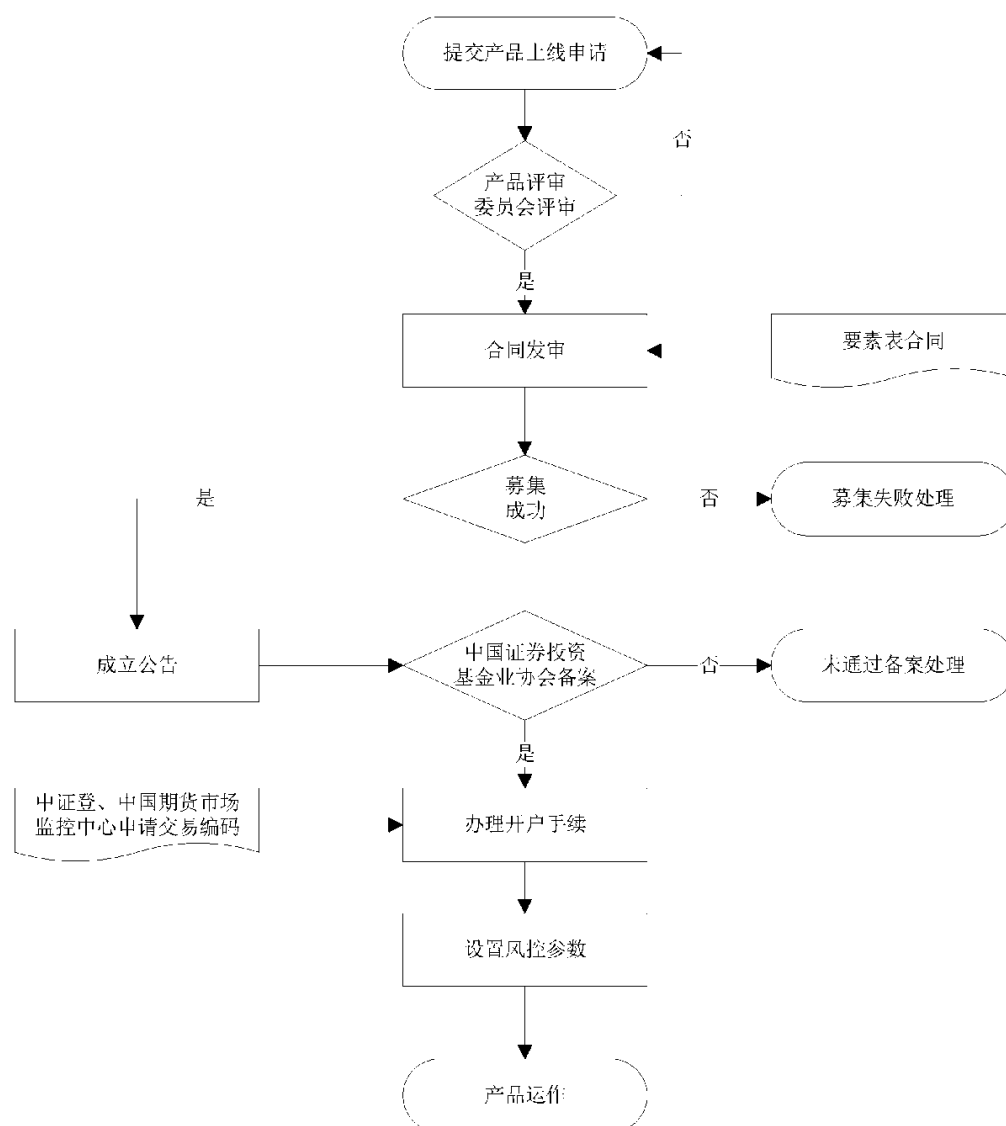 提交产品上线申请
否
产品评审
委员会评审
是
合同发审
要素表合同
募集
成功
是
否
募集失败处理
成立公告
中国证券投资
基金业协会备案
否
未通过备案处理
是
中证登、中国期货市场
监控中心申请交易编码
办理开户手续
设置风控参数
产品运作